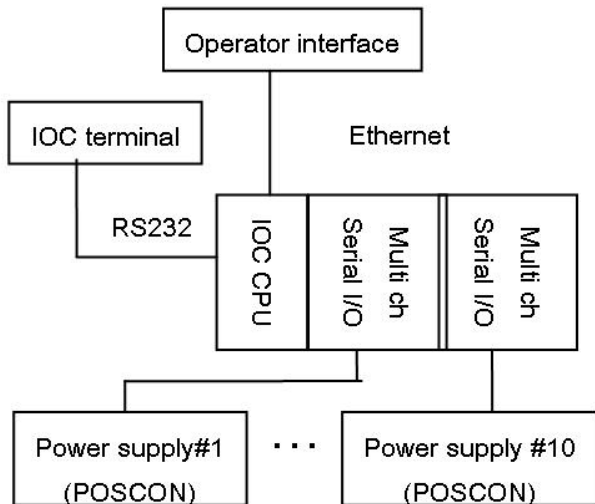 Operator interface
IOC terminal
Ethernet
RS232
IOC CPU
Multi ch
Serial I/O
Multi ch
Serial I/O
Power supply#1
(POSCON)
...
Power supply #10
(POSCON)